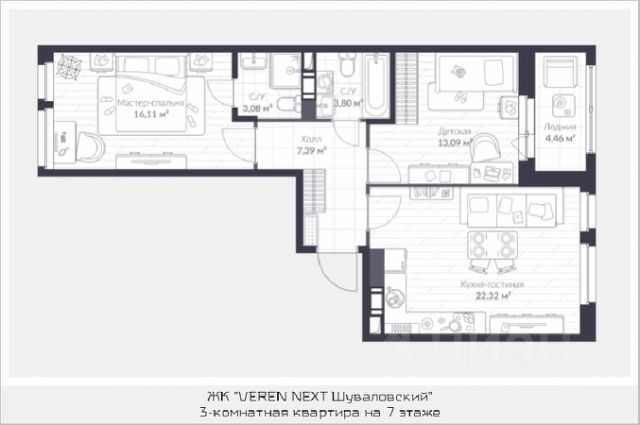 Мастер-спальня
16,11 м²
С/У
3,08 м²
С/У
3,80 м²
Холл
7,39 м²
Детская
13,09 м²
Лоджия
4,46 м²
Кухня-гостиная
22,32 м²
ЦИАН
ЖК "VEREN NEXT Шуваловский"
3-комнатная квартира на 7 этаже